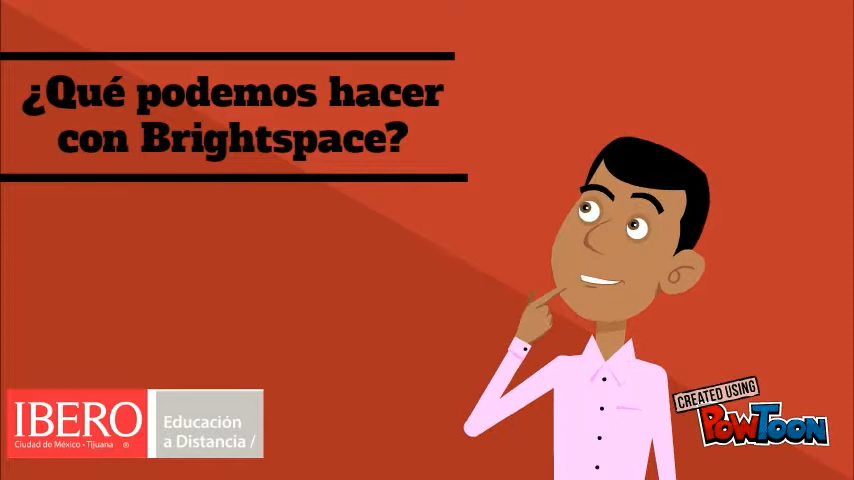 ¿Qué podemos hacer
con Brightspace?
IBERO
Ciudad de México - Tijuana ®
Educación
a Distancia /
CREATED USING
POWTOON